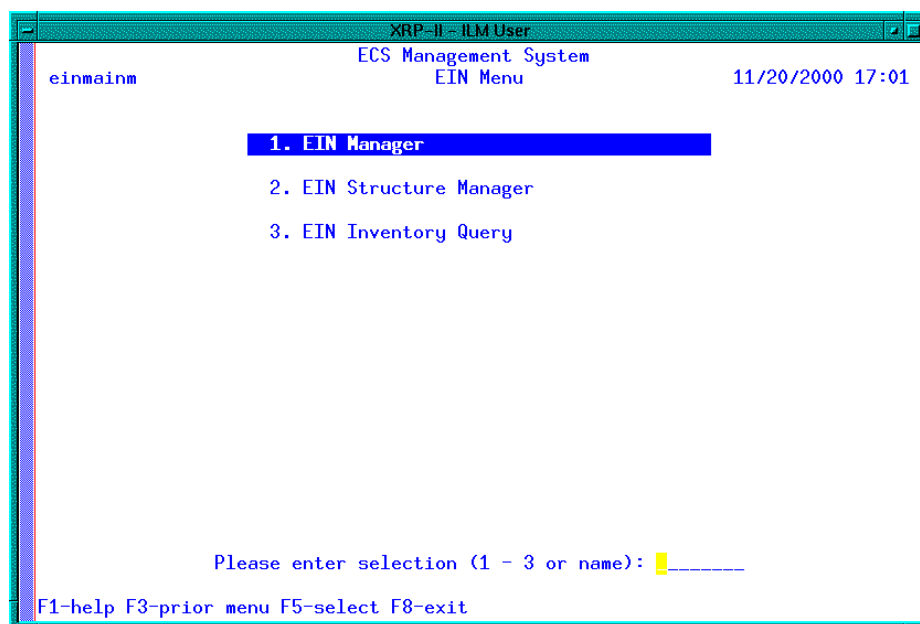 XRP-II - ILM User
ECS Management System
einmainm EIN Menu 11/20/2000 17:01
1. EIN Manager
2. EIN Structure Manager
3. EIN Inventory Query
Please enter selection (1 - 3 or name): _______
F1-help F3-prior menu F5-select F8-exit